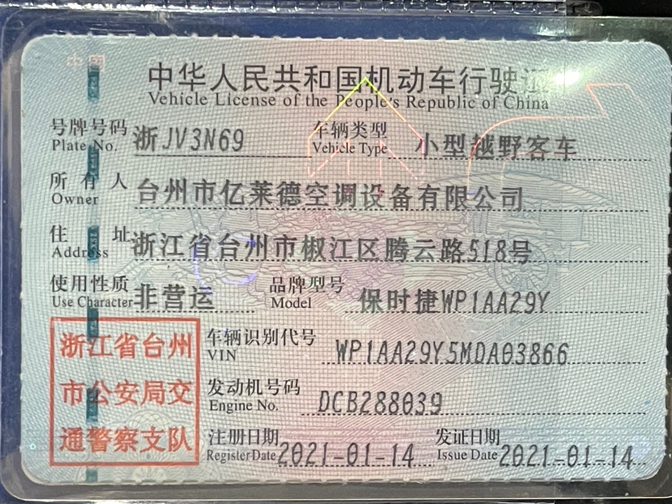 中华人民共和国机动车行驶证
Vehicle License of the People's Republic of China
号牌号码 浙JV3N69 车辆类型 小型越野客车
Plate No. Vehicle Type
所有人 台州市亿莱德空调设备有限公司
Owner
住址 浙江省台州市椒江区腾云路518号
Address
使用性质 非营运 品牌型号 保时捷WP1AA29Y
Use Character Model
浙江省台州
市公安局交
通警察支队
车辆识别代号 WP1AA29Y5MDA03866
VIN
发动机号码 DCB288039
Engine No.
注册日期 2021-01-14 发证日期 2021-01-14
Register Date Issue Date